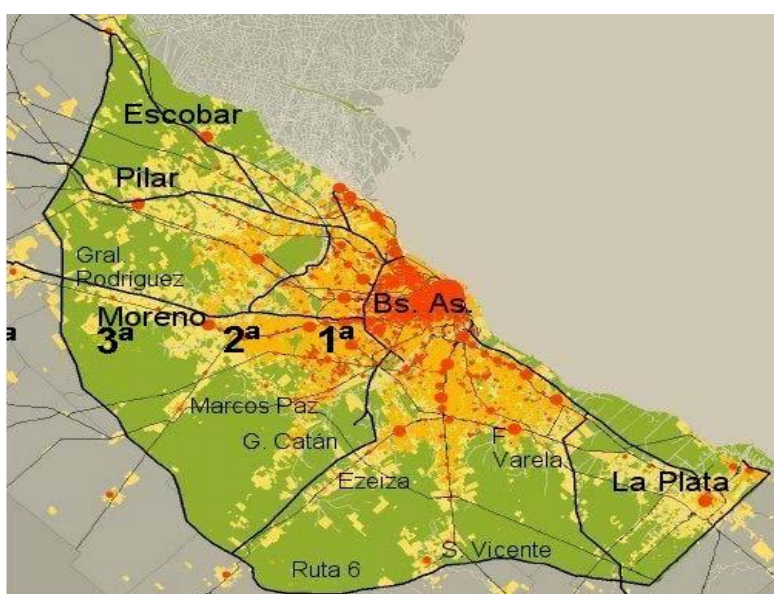 Escobar
Pilar
Gral
Rodríguez
Bs. As.
Moreno
ª 3ª 2ª 1ª
Marcos Paz
G. Catán
F.
Varela
Ezeiza
La Plata
S. Vicente
Ruta 6